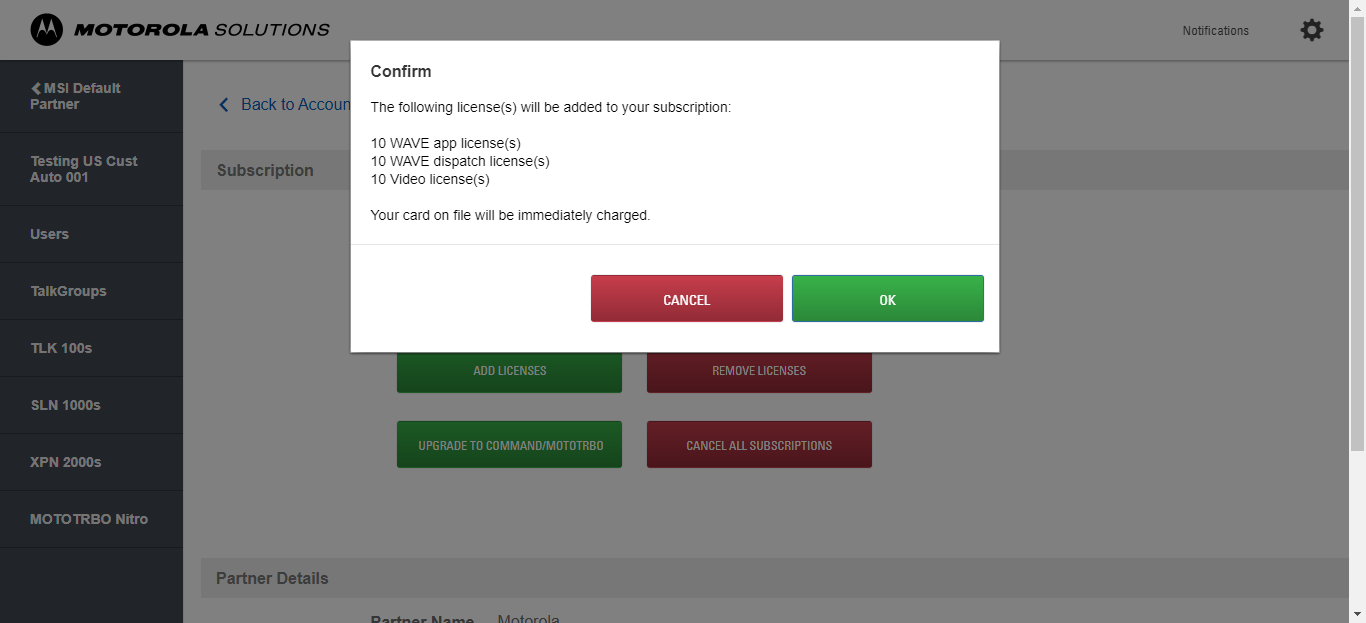 MOTOROLA SOLUTIONS
Notifications
MSI Default
Partner
Testing US Cust
Auto 001
Users
TalkGroups
TLK 100s
SLN 1000s
XPN 2000s
MOTOTRBO Nitro
Back to Accoun
Subscription
Confirm
The following license(s) will be added to your subscription:
10 WAVE app license(s)
10 WAVE dispatch license(s)
10 Video license(s)
Your card on file will be immediately charged.
CANCEL
OK
ADD LICENSES
REMOVE LICENSES
UPGRADE TO COMMAND/MOTOTRBO
CANCEL ALL SUBSCRIPTIONS
Partner Details
Partner Name Motorola